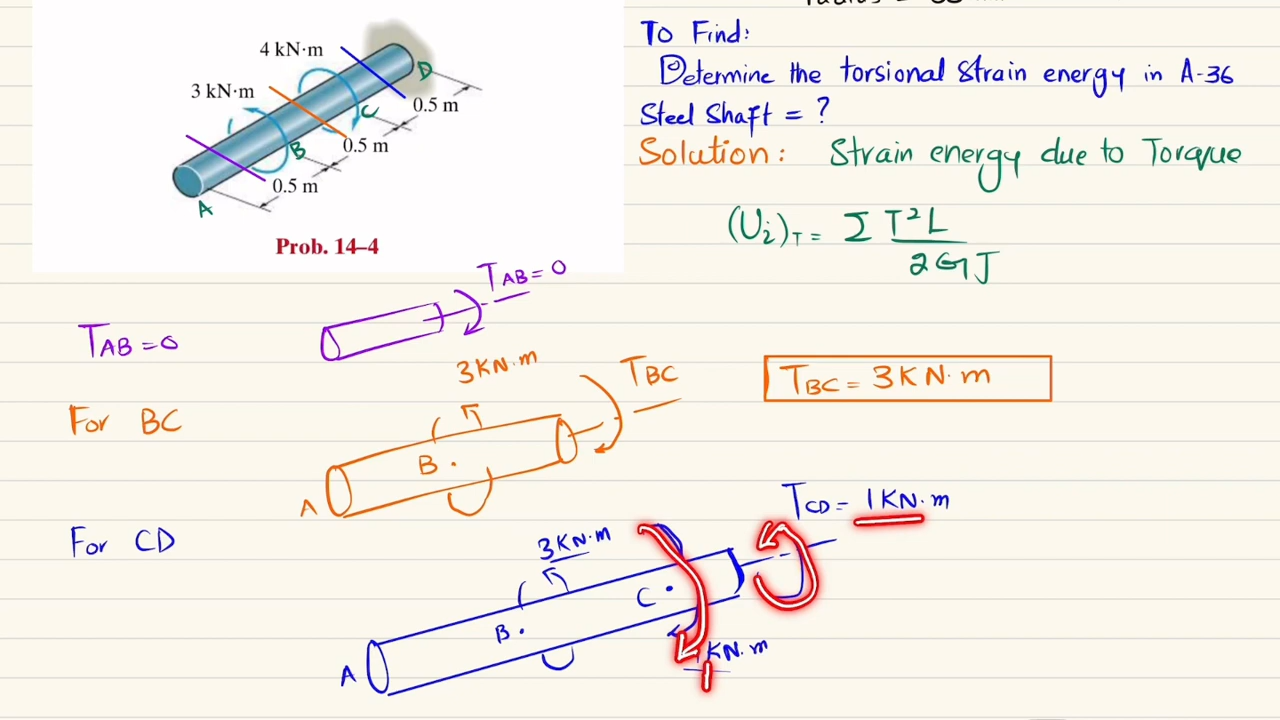 To Find:
Determine the torsional strain energy in A-36
Steel Shaft = ?
Solution: Strain energy due to Torque
(Ui)T = Σ T²L
2GJ
4 kN·m
3 kN·m
D
C
0.5 m
B
0.5 m
0.5 m
A
Prob. 14–4
TAB = 0
TAB = 0
For BC
3KN.m
TBC
TBC = 3KN.m
B
A
For CD
TCD = 1KN.m
3KN.m
C
B
KN.m
A